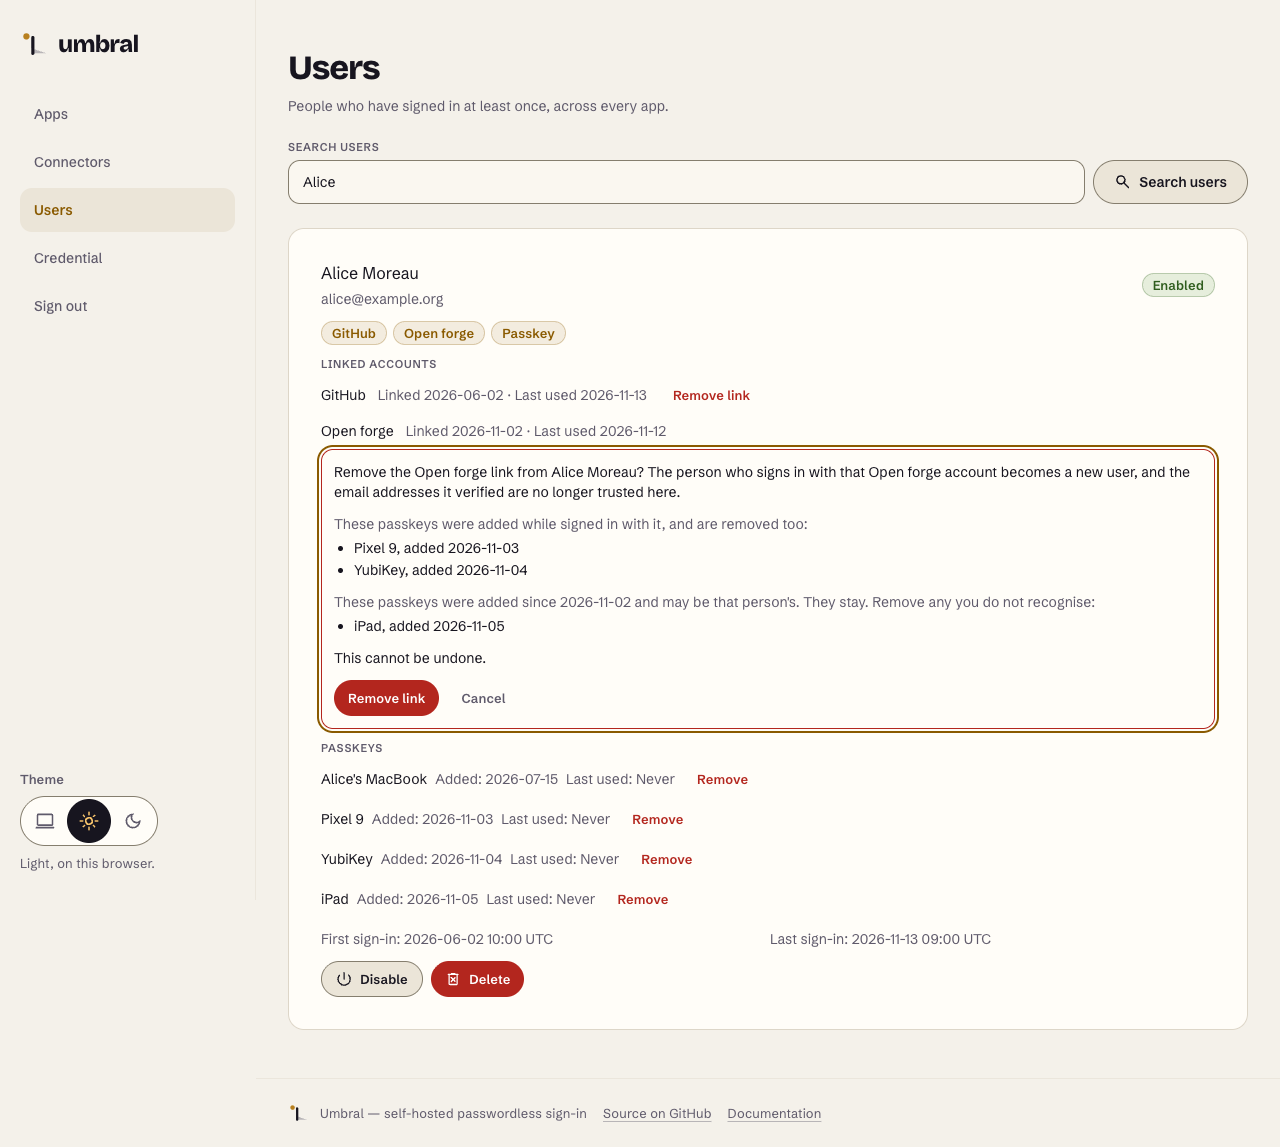 umbral
Apps
Connectors
Users
Credential
Sign out
Theme
Light, on this browser.
Users
People who have signed in at least once, across every app.
SEARCH USERS
Alice
Search users
Alice Moreau
alice@example.org
Enabled
GitHub Open forge Passkey
LINKED ACCOUNTS
GitHub Linked 2026-06-02 · Last used 2026-11-13 Remove link
Open forge Linked 2026-11-02 · Last used 2026-11-12
Remove the Open forge link from Alice Moreau? The person who signs in with that Open forge account becomes a new user, and the
email addresses it verified are no longer trusted here.
These passkeys were added while signed in with it, and are removed too:
• Pixel 9, added 2026-11-03
• YubiKey, added 2026-11-04
These passkeys were added since 2026-11-02 and may be that person's. They stay. Remove any you do not recognise:
• iPad, added 2026-11-05
This cannot be undone.
Remove link Cancel
PASSKEYS
Alice's MacBook Added: 2026-07-15 Last used: Never Remove
Pixel 9 Added: 2026-11-03 Last used: Never Remove
YubiKey Added: 2026-11-04 Last used: Never Remove
iPad Added: 2026-11-05 Last used: Never Remove
First sign-in: 2026-06-02 10:00 UTC Last sign-in: 2026-11-13 09:00 UTC
Disable Delete
Umbral — self-hosted passwordless sign-in Source on GitHub Documentation